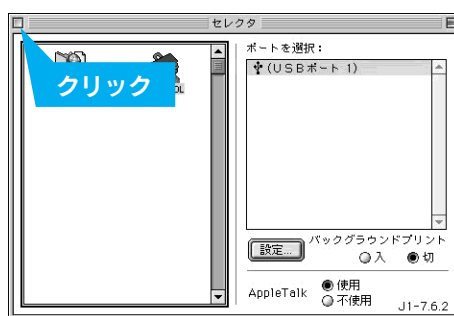 セレクタ
クリック
ポートを選択：
(USBポート 1)
設定...
バックグラウンドプリント
入
切
AppleTalk
使用
不使用
J1-7.6.2